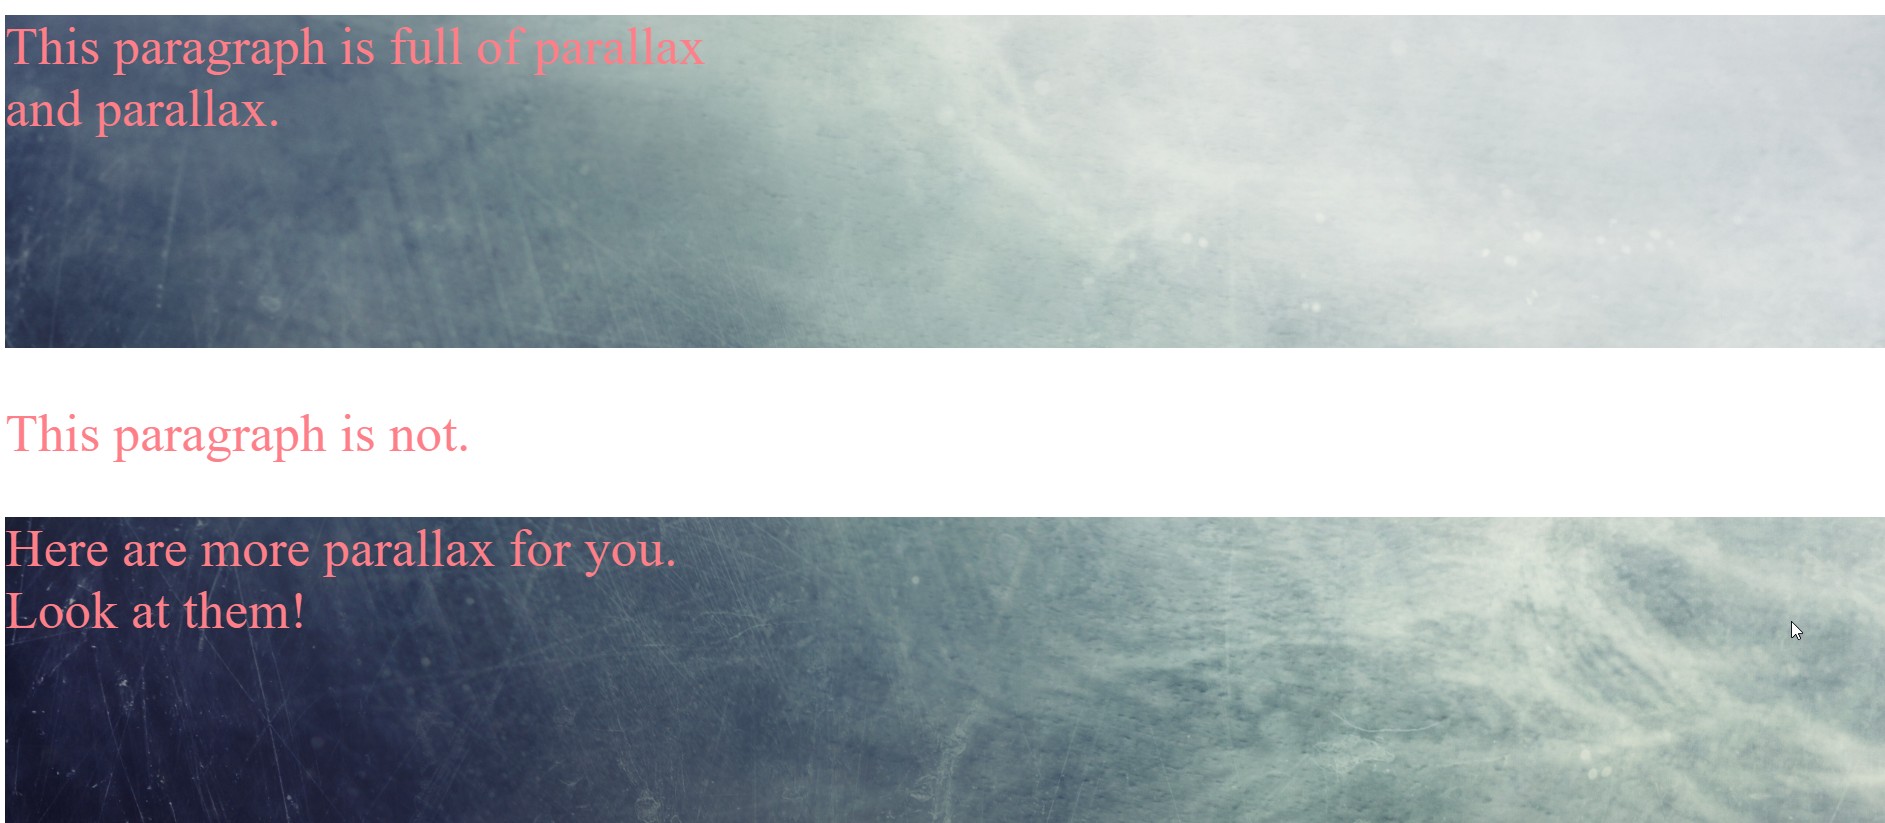 This paragraph is full of parallax
and parallax.
This paragraph is not.
Here are more parallax for you.
Look at them!